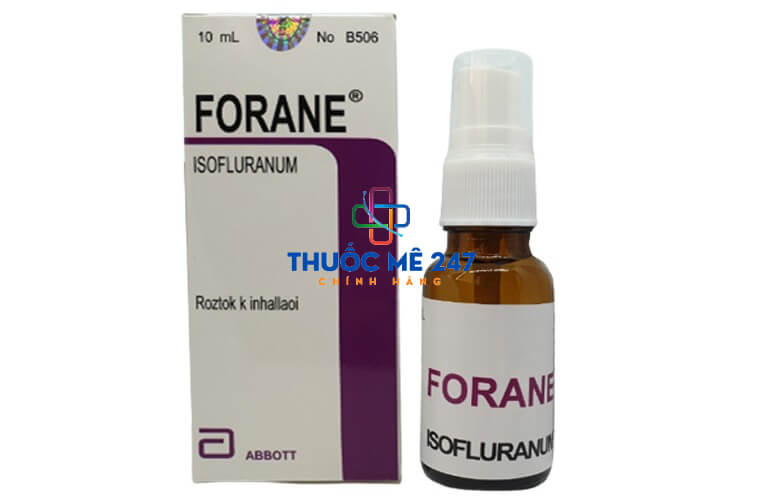 10 mL No B506
FORANE®
ISOFLURANUM
THUỐC MÊ 247
CHÍNH HÃNG
Roztok k inhallaoi
ABBOTT
FORANE
ISOFLURANUM